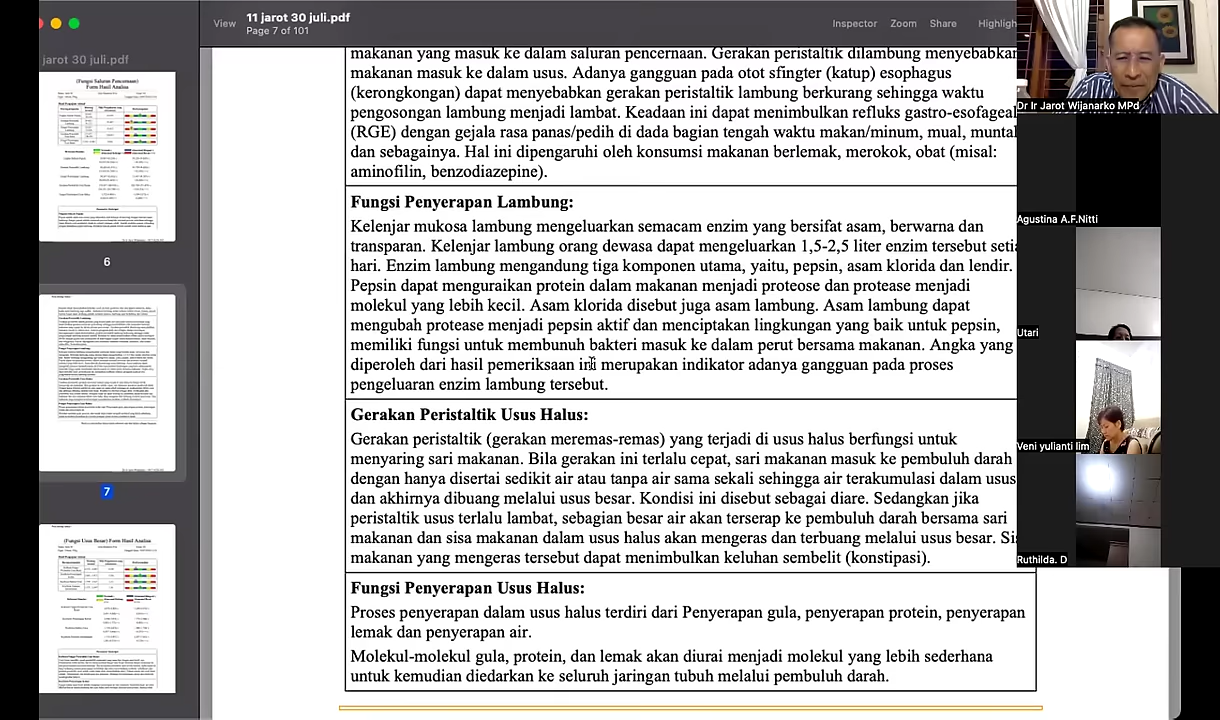 View
11 jarot 30 juli.pdf
Page 7 of 101
Inspector
Zoom
Share
Highligh
jarot 30 juli.pdf
(Fungsi Saluran Pencernaan)
Form Hasil Analisa
6
7
(Fungsi Usus Besar) Form Hasil Analisa
makanan yang masuk ke dalam saluran pencernaan. Gerakan peristaltik dilambung menyebabkan
makanan masuk ke dalam usus. Adanya gangguan pada otot sfingter (katup) esophagus
(kerongkongan) dapat menyebabkan gerakan peristaltik lambung berkurang sehingga waktu
pengosongan lambung menjadi lambat. Keadaan ini dapat menimbulkan refluks gastro-esofageal
(RGE) dengan gejala panas/pedih di dada bagian tengah waktu makan/minum, mual, muntal
dan sebagainya. Hal ini dipengaruhi oleh konsumsi makanan berlemak, merokok, obat (misal:
aminofilin, benzodiazepins).
Fungsi Penyerapan Lambung:
Kelenjar mukosa lambung mengeluarkan semacam enzim yang bersifat asam, berwarna dan
transparan. Kelenjar lambung orang dewasa dapat mengeluarkan 1,5-2,5 liter enzim tersebut setia
hari. Enzim lambung mengandung tiga komponen utama, yaitu, pepsin, asam klorida dan lendir.
Pepsin dapat menguraikan protein dalam makanan menjadi proteose dan protease menjadi
molekul yang lebih kecil. Asam klorida disebut juga asam lambung. Asam lambung dapat
mengubah protease menjadi pepsin aktif dan menciptakan lingkungan yang baik untuk pepsin,
memiliki fungsi untuk membunuh bakteri masuk ke dalam perut bersama makanan. Angka yang
diperoleh dari hasil pemeriksaan ini merupakan indikator adanya gangguan pada proses
pengeluaran enzim lambung tersebut.
Gerakan Peristaltik Usus Halus:
Gerakan peristaltik (gerakan meremas-remas) yang terjadi di usus halus berfungsi untuk
menyaring sari makanan. Bila gerakan ini terlalu cepat, sari makanan masuk ke pembuluh darah
dengan hanya disertai sedikit air atau tanpa air sama sekali sehingga air terakumulasi dalam usus
dan akhirnya dibuang melalui usus besar. Kondisi ini disebut sebagai diare. Sedangkan jika
peristaltik usus terlalu lambat, sebagian besar air akan terserap ke pembuluh darah bersama sari
makanan dan sisa makanan dalam usus halus akan mengeras dan terbuang melalui usus besar. Sis
makanan yang mengeras tersebut dapat menimbulkan keluhan sembelit (konstipsi).
Fungsi Penyerapan Usus Halus:
Proses penyerapan dalam usus halus terdiri dari Penyerapan gula, penyerapan protein, penyerapan
lemak dan penyerapan air.
Molekul-molekul gula, protein, dan lemak akan diurai menjadi molekul yang lebih sederhana
untuk kemudian diedarkan ke seluruh jaringan tubuh melalui pembuluh darah.
Dr Ir Jarot Wijanarko MPd
Agustina A.F.Nitti
Utari
Veni yulianti lim
Ruthilda. D